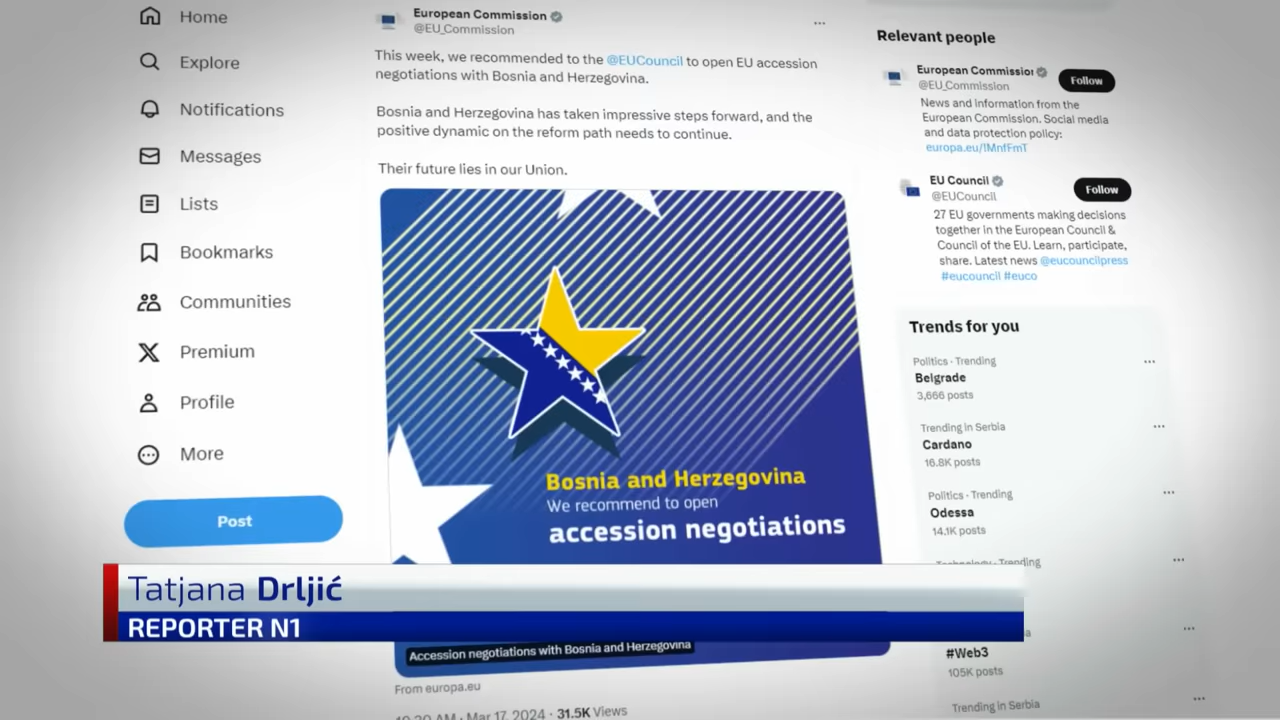 Home
Explore
Notifications
Messages
Lists
Bookmarks
Communities
Premium
Profile
More
Post
European Commission
@EU_Commission
This week, we recommended to the @EUCouncil to open EU accession
negotiations with Bosnia and Herzegovina.
Bosnia and Herzegovina has taken impressive steps forward, and the
positive dynamic on the reform path needs to continue.
Their future lies in our Union.
Bosnia and Herzegovina
We recommend to open
accession negotiations
Accession negotiations with Bosnia and Herzegovina
From europa.eu
10:20 AM · Mar 17, 2024 · 31.5K Views
Relevant people
European Commission
@EU_Commission
Follow
News and information from the
European Commission. Social media
and data protection policy:
europa.eu/!MnfFmT
EU Council
@EUCouncil
Follow
27 EU governments making decisions
together in the European Council &
Council of the EU. Learn, participate,
share. Latest news @eucouncilpress
#eucouncil #euco
Trends for you
Politics · Trending
Belgrade
3,666 posts
Trending in Serbia
Cardano
16.8K posts
Politics · Trending
Odessa
14.1K posts
Technology · Trending
#Web3
105K posts
Trending in Serbia
Tatjana Drljić
REPORTER N1